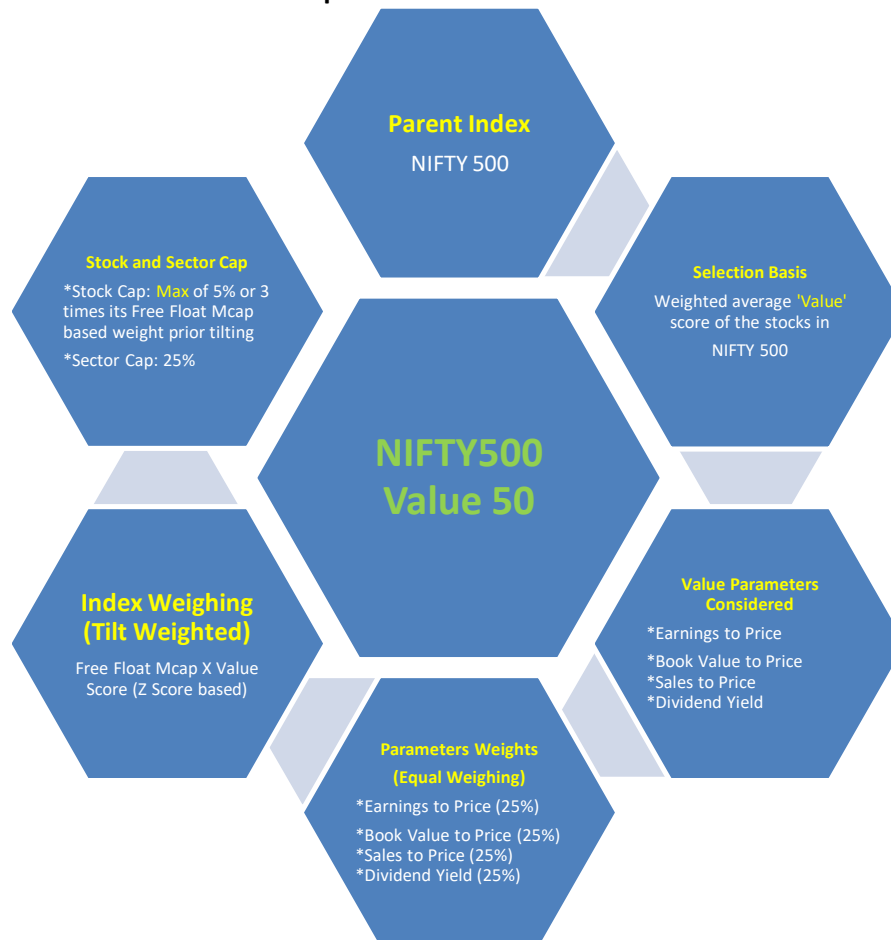 Parent Index
NIFTY 500
Selection Basis
Weighted average 'Value'
score of the stocks in
NIFTY 500
Value Parameters
Considered
*Earnings to Price
*Book Value to Price
*Sales to Price
*Dividend Yield
Parameters Weights
(Equal Weighing)
*Earnings to Price (25%)
*Book Value to Price (25%)
*Sales to Price (25%)
*Dividend Yield (25%)
Index Weighing
(Tilt Weighted)
Free Float Mcap X Value
Score (Z Score based)
Stock and Sector Cap
*Stock Cap: Max of 5% or 3
times its Free Float Mcap
based weight prior tilting
*Sector Cap: 25%
NIFTY500
Value 50